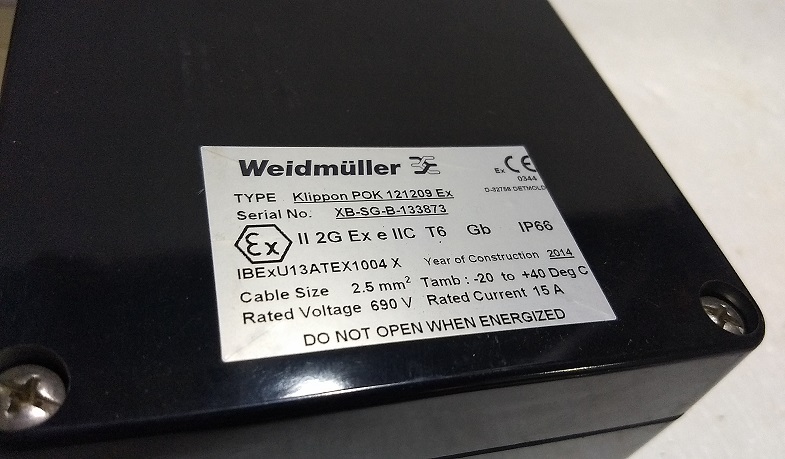 Weidmüller
Ex CE
0344
D-32758 DETMOLD
TYPE Klippon POK 121209 Ex
Serial No. XB-SG-B-133873
Ex II 2G Ex e IIC T6 Gb IP66
IBExU13ATEX1004 X Year of Construction 2014
Cable Size 2.5 mm² Tamb : -20 to +40 Deg C
Rated Voltage 690 V Rated Current 15 A
DO NOT OPEN WHEN ENERGIZED